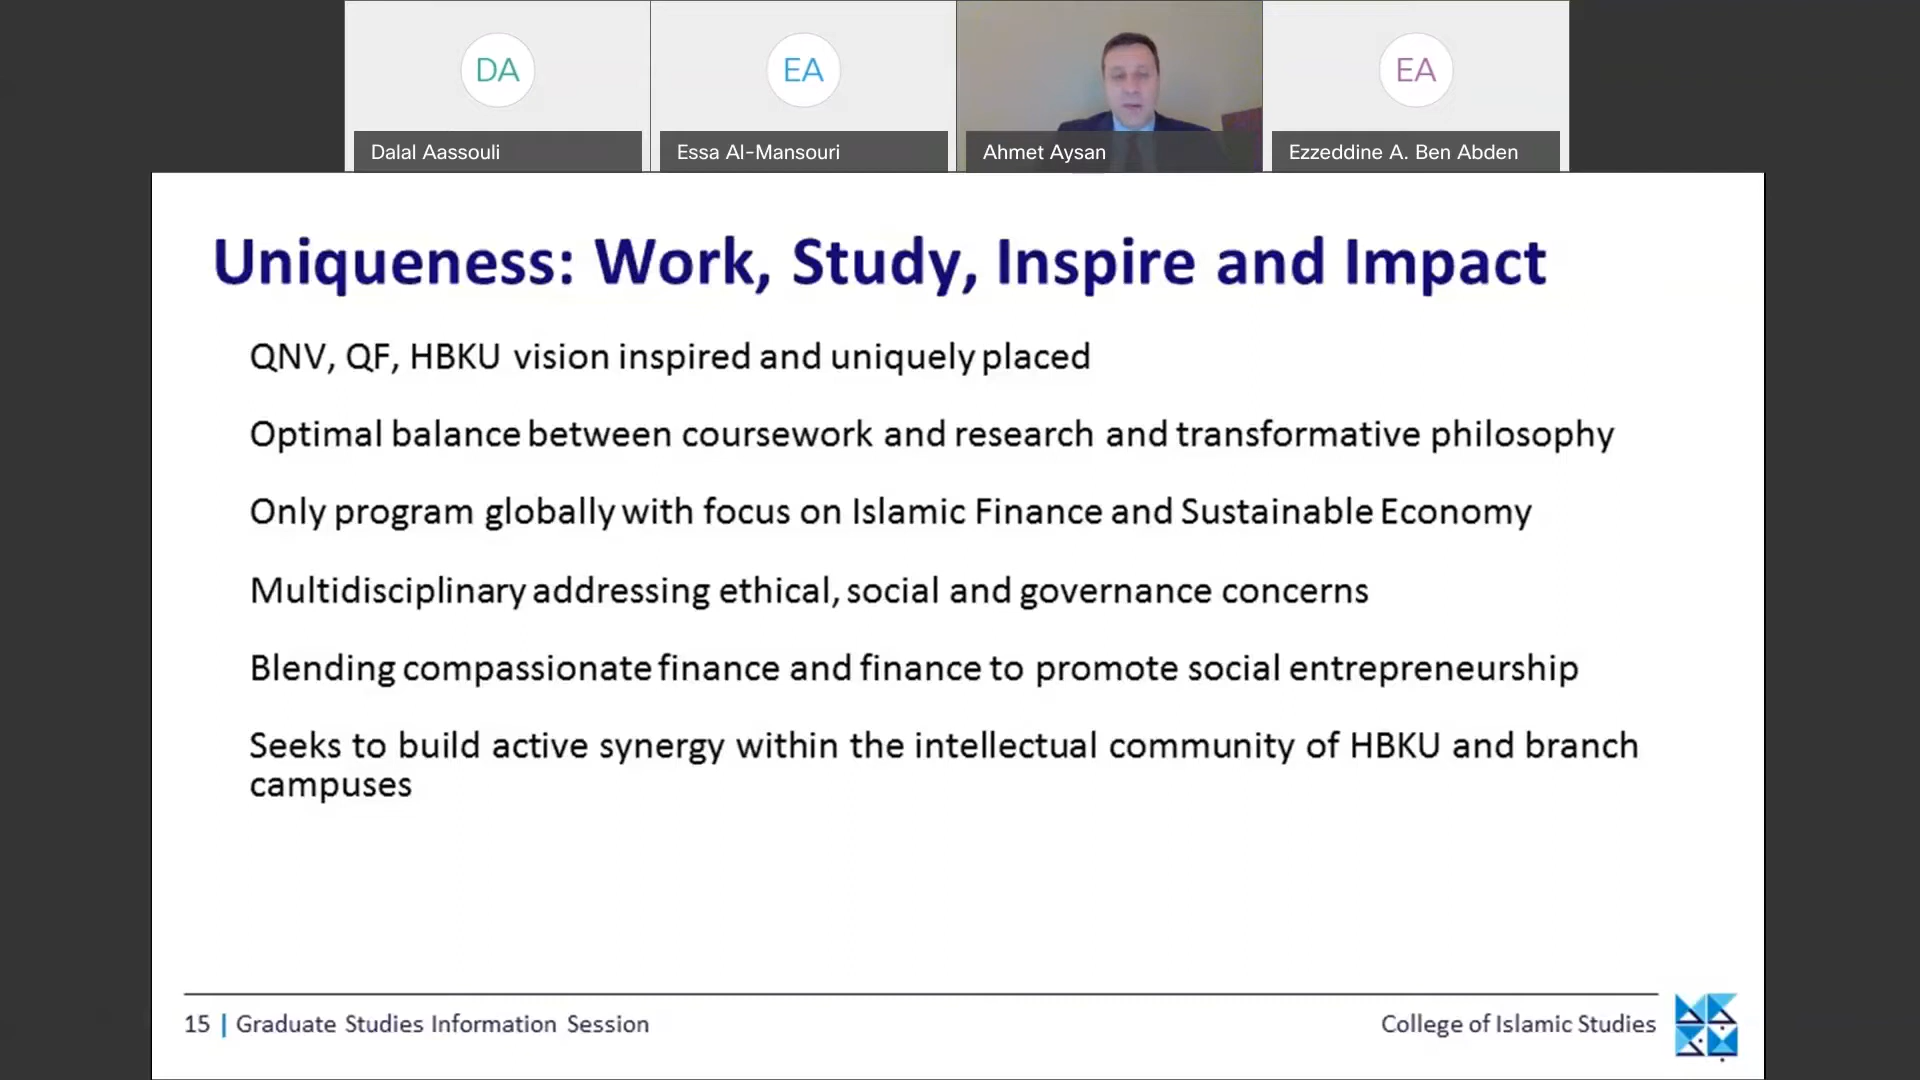 DA
EA
EA
Dalal Aassouli
Essa Al-Mansouri
Ahmet Aysan
Ezzeddine A. Ben Abden
Uniqueness: Work, Study, Inspire and Impact
QNV, QF, HBKU vision inspired and uniquely placed
Optimal balance between coursework and research and transformative philosophy
Only program globally with focus on Islamic Finance and Sustainable Economy
Multidisciplinary addressing ethical, social and governance concerns
Blending compassionate finance and finance to promote social entrepreneurship
Seeks to build active synergy within the intellectual community of HBKU and branch
campuses
15 | Graduate Studies Information Session
College of Islamic Studies